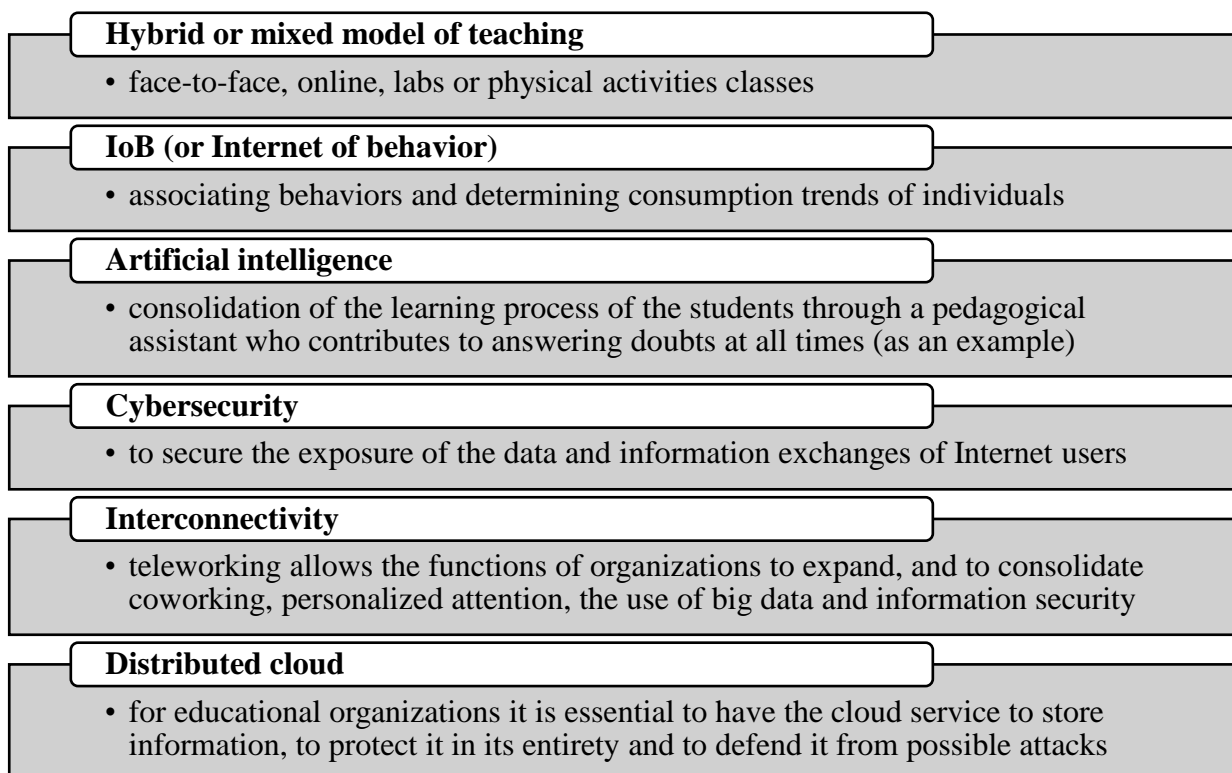 Hybrid or mixed model of teaching
• face-to-face, online, labs or physical activities classes
IoB (or Internet of behavior)
• associating behaviors and determining consumption trends of individuals
Artificial intelligence
• consolidation of the learning process of the students through a pedagogical
assistant who contributes to answering doubts at all times (as an example)
Cybersecurity
• to secure the exposure of the data and information exchanges of Internet users
Interconnectivity
• teleworking allows the functions of organizations to expand, and to consolidate
coworking, personalized attention, the use of big data and information security
Distributed cloud
• for educational organizations it is essential to have the cloud service to store
information, to protect it in its entirety and to defend it from possible attacks